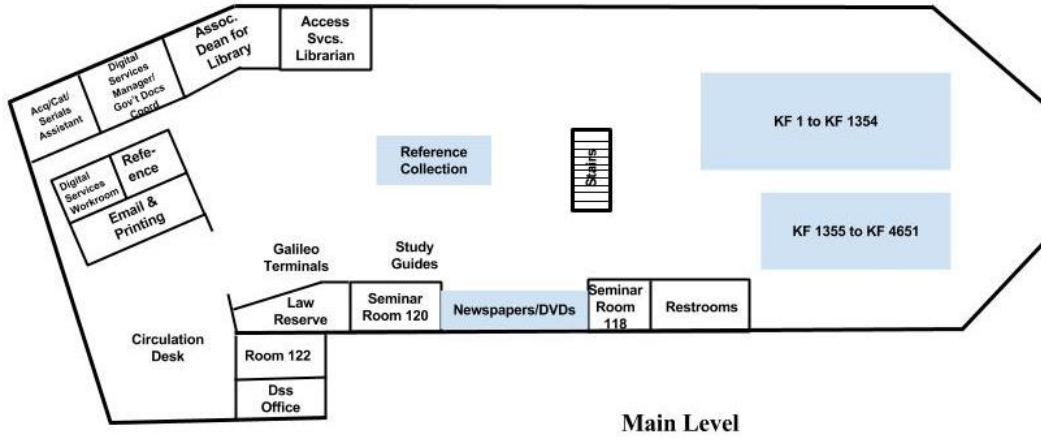 Assoc.
Dean for
Library
Access
Svcs.
Librarian
Digital
Services
Manager/
Gov't Docs
Coord
Acq/Cat/
Serials
Assistant
KF 1 to KF 1354
Reference
Collection
Stairs
Refe-
ence
Digital
Services
Workroom
Email &
Printing
KF 1355 to KF 4651
Galileo
Terminals
Study
Guides
Law
Reserve
Seminar
Room 120
Newspapers/DVDs
Seminar
Room
118
Restrooms
Circulation
Desk
Room 122
Dss
Office
Main Level